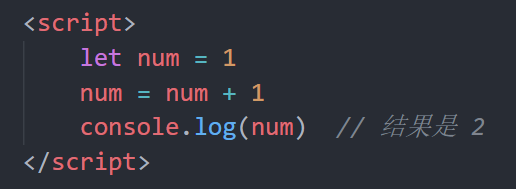 <script>
let num = 1
num = num + 1
console.log(num)  // 结果是 2
</script>